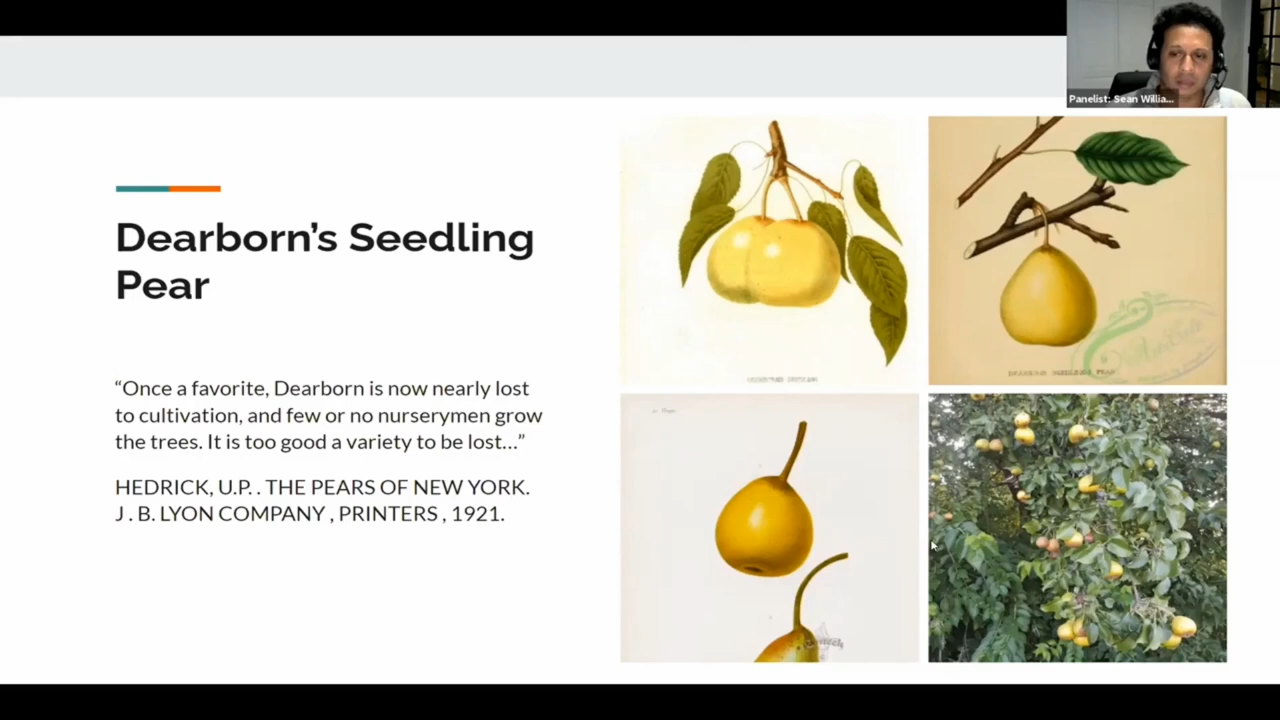 Panelist: Sean Willia...
Dearborn’s Seedling
Pear
“Once a favorite, Dearborn is now nearly lost
to cultivation, and few or no nurserymen grow
the trees. It is too good a variety to be lost…”
HEDRICK, U.P. . THE PEARS OF NEW YORK.
J . B. LYON COMPANY , PRINTERS , 1921.